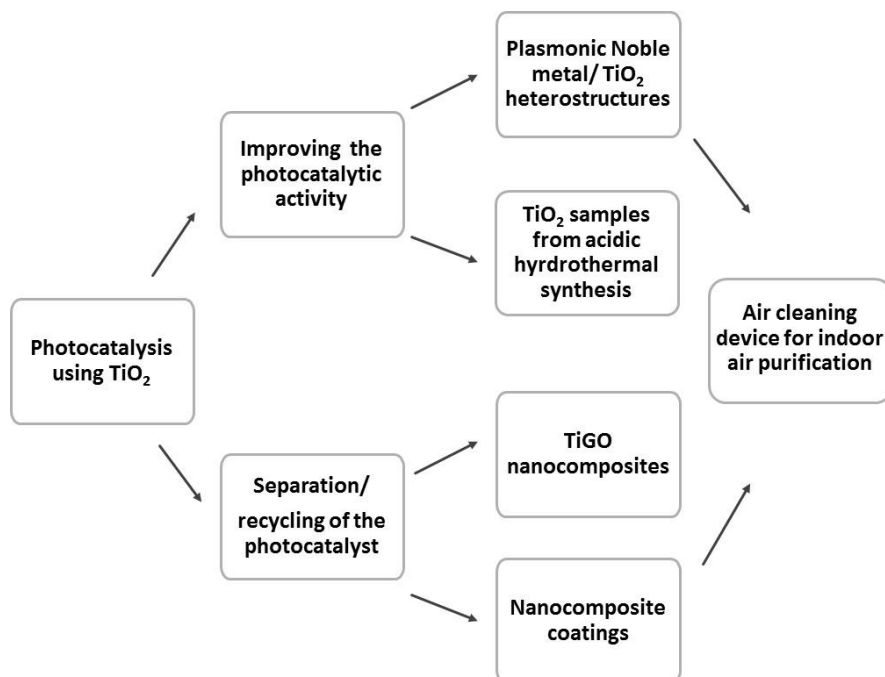 Plasmonic Noble
metal/ TiO₂
heterostructures
Improving the
photocatalytic
activity
TiO₂ samples
from acidic
hyrdrothermal
synthesis
Air cleaning
device for indoor
air purification
Photocatalysis
using TiO₂
TiGO
nanocomposites
Separation/
recycling of the
photocatalyst
Nanocomposite
coatings